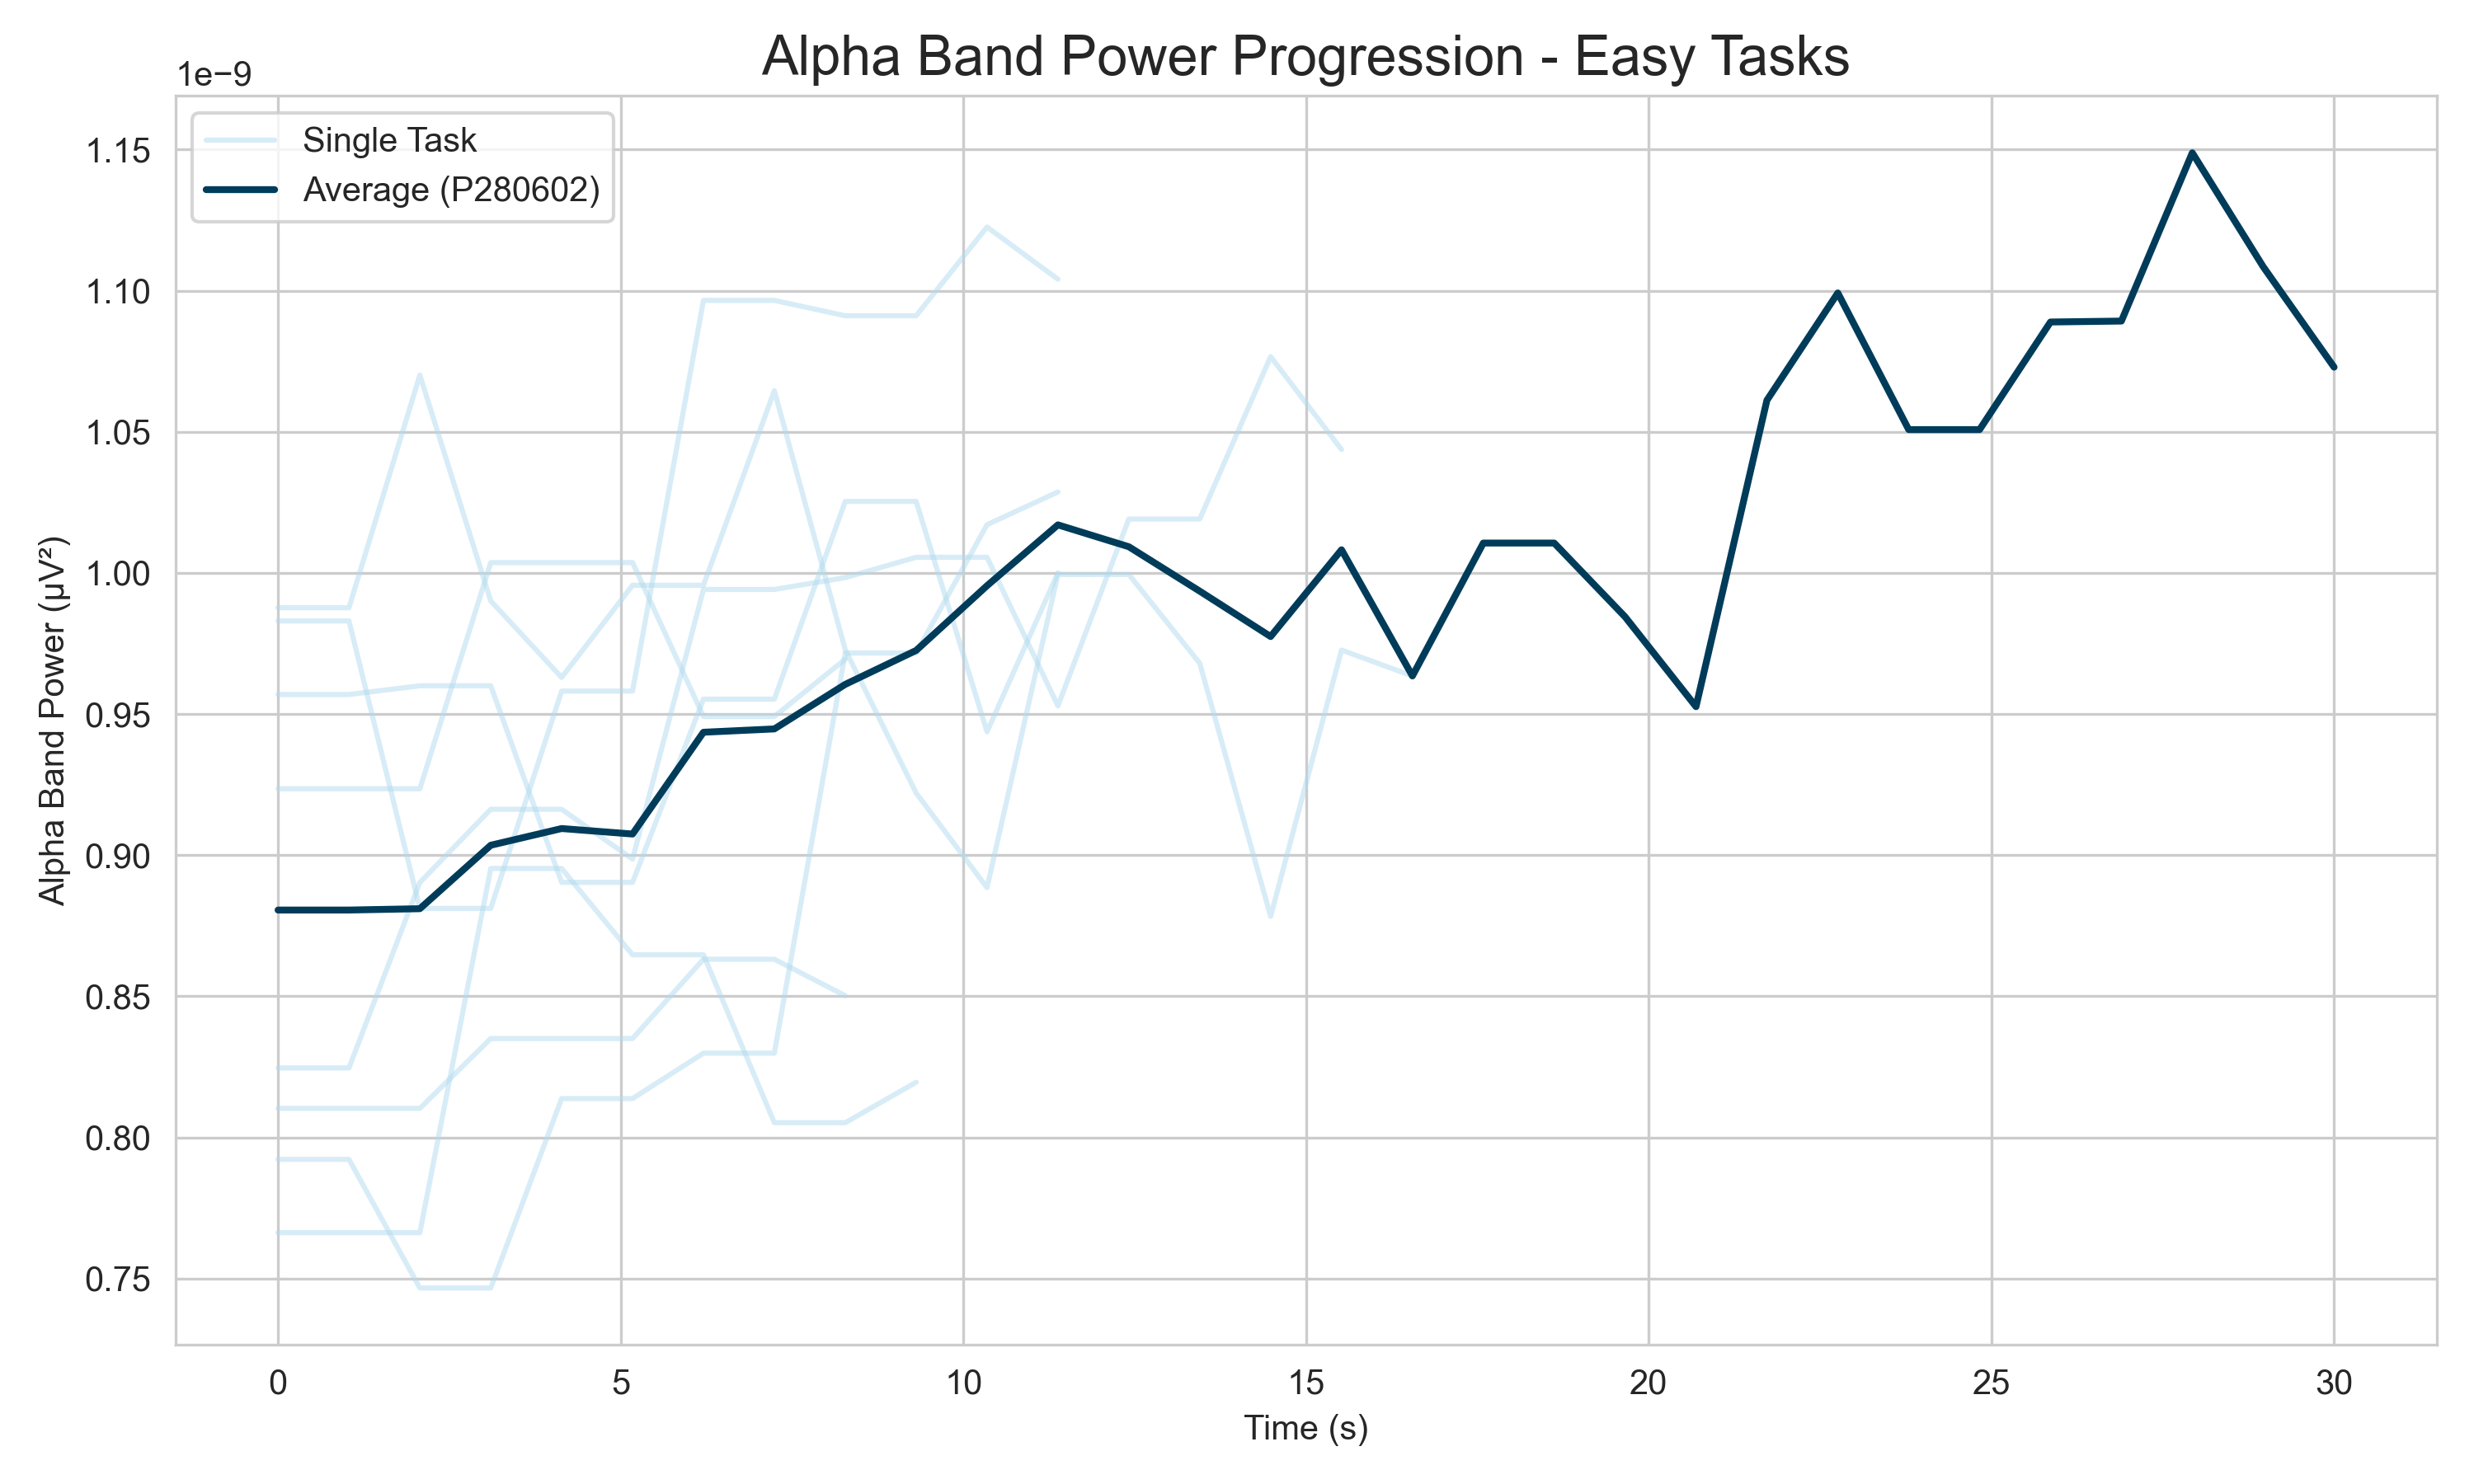 Alpha Band Power Progression - Easy Tasks
1e−9
Single Task
Average (P280602)
1.15
1.10
1.05
1.00
0.95
0.90
0.85
0.80
0.75
Alpha Band Power (µV²)
0 5 10 15 20 25 30
Time (s)